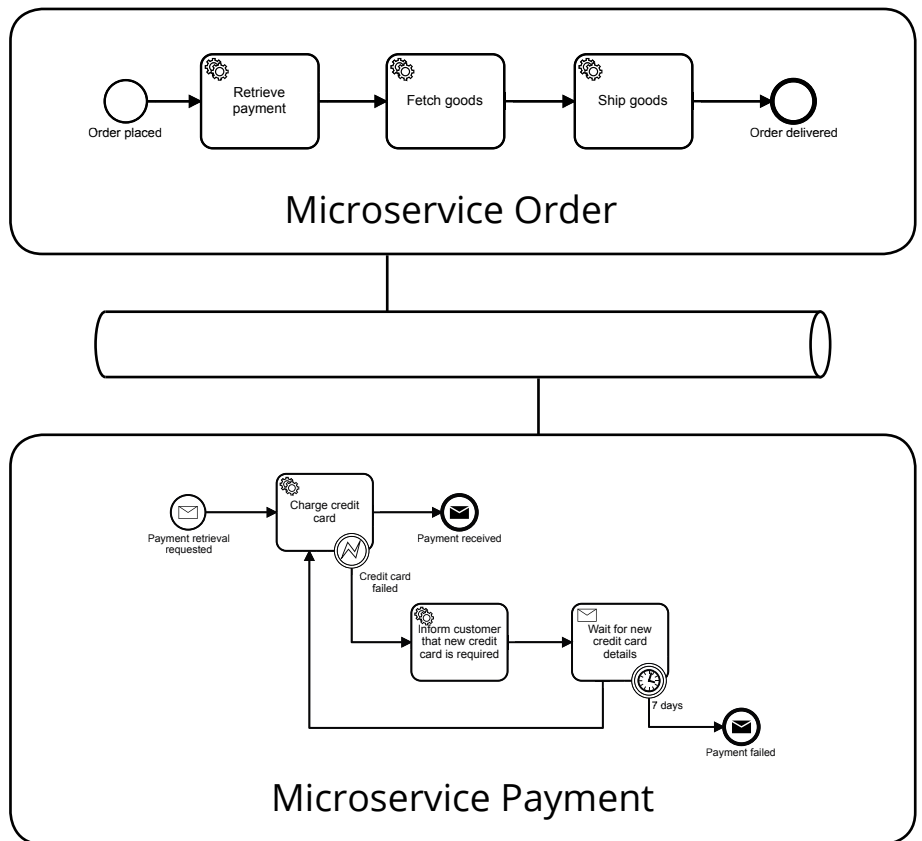 Retrieve
payment
Fetch goods
Ship goods
Order placed
Order delivered
Microservice Order
Charge credit
card
Payment retrieval
requested
Payment received
Credit card
failed
Inform customer
that new credit
card is required
Wait for new
credit card
details
7 days
Payment failed
Microservice Payment